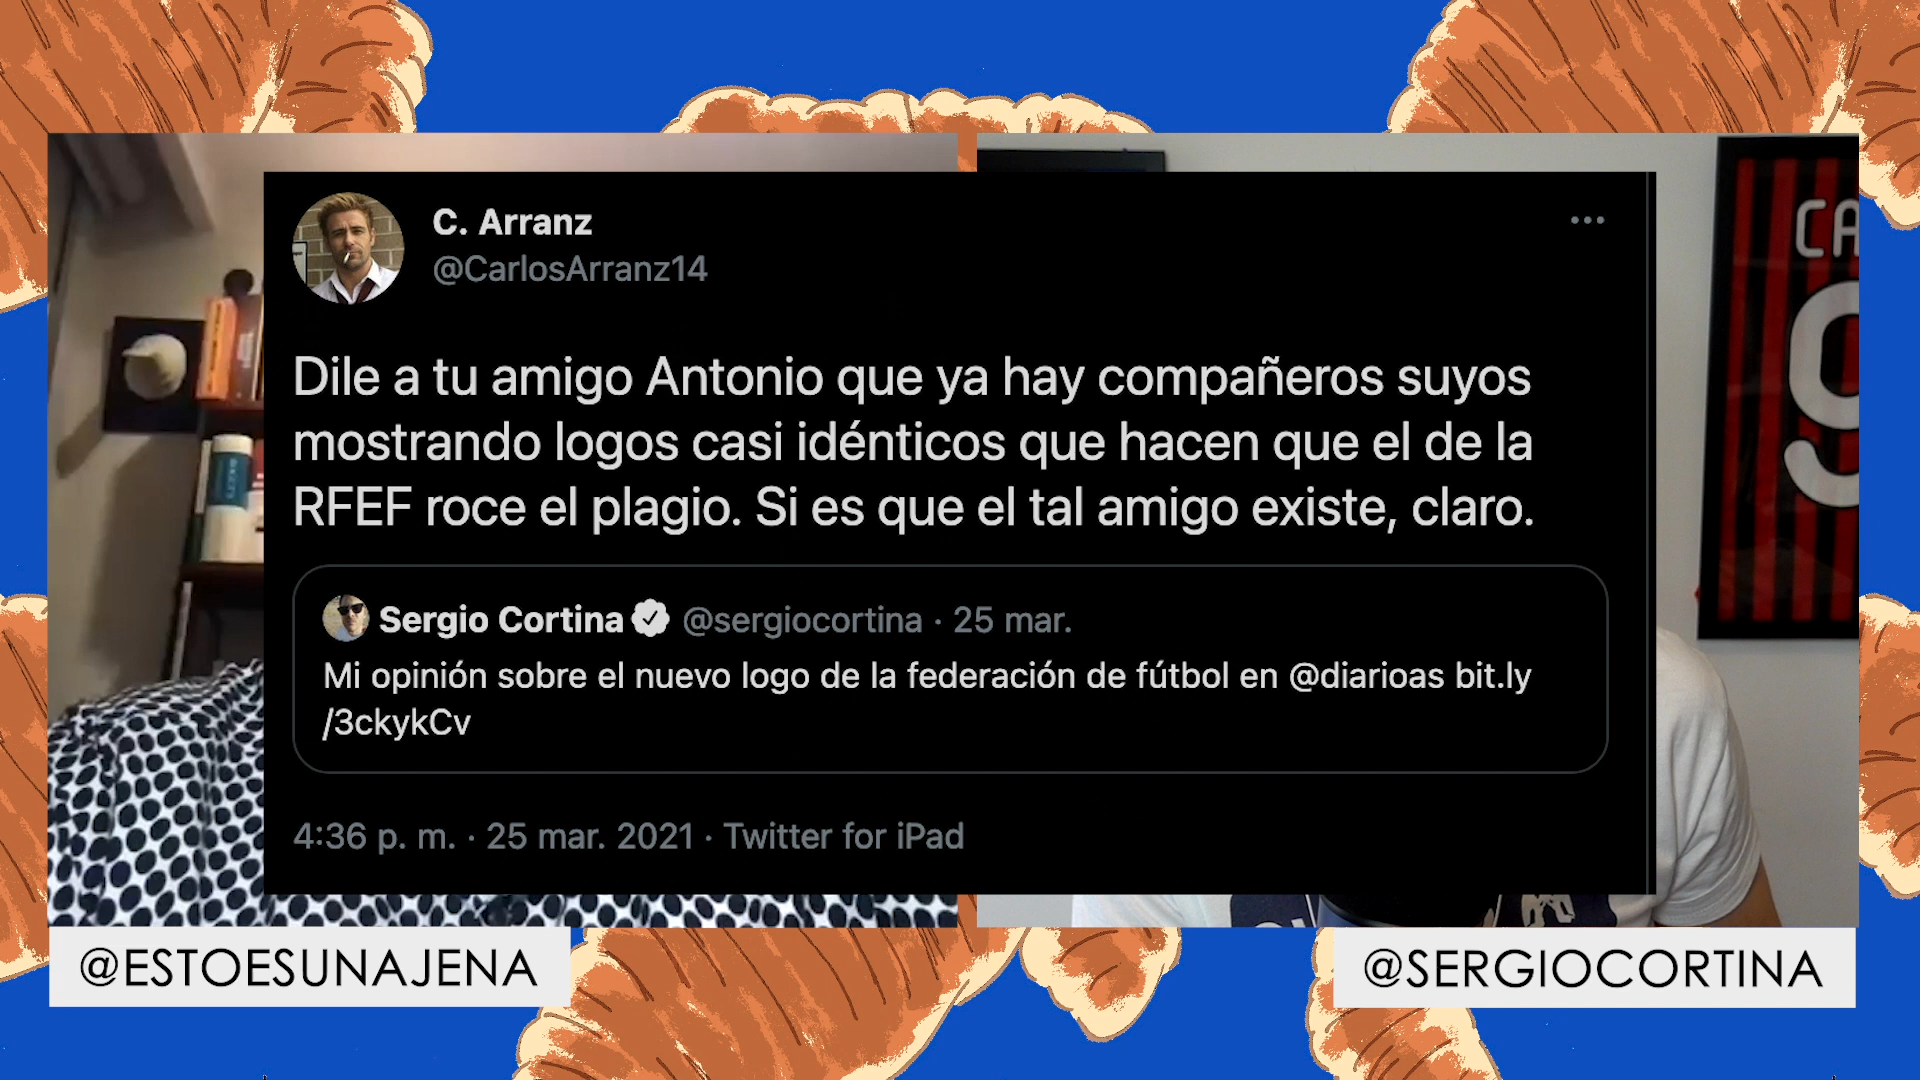 C. Arranz
@CarlosArranz14
Dile a tu amigo Antonio que ya hay compañeros suyos
mostrando logos casi idénticos que hacen que el de la
RFEF roce el plagio. Si es que el tal amigo existe, claro.
Sergio Cortina @sergiocortina · 25 mar.
Mi opinión sobre el nuevo logo de la federación de fútbol en @diarioas bit.ly
/3ckykCv
4:36 p. m. · 25 mar. 2021 · Twitter for iPad
CA
9
@ESTOESUNAJENA
@SERGIOCORTINA